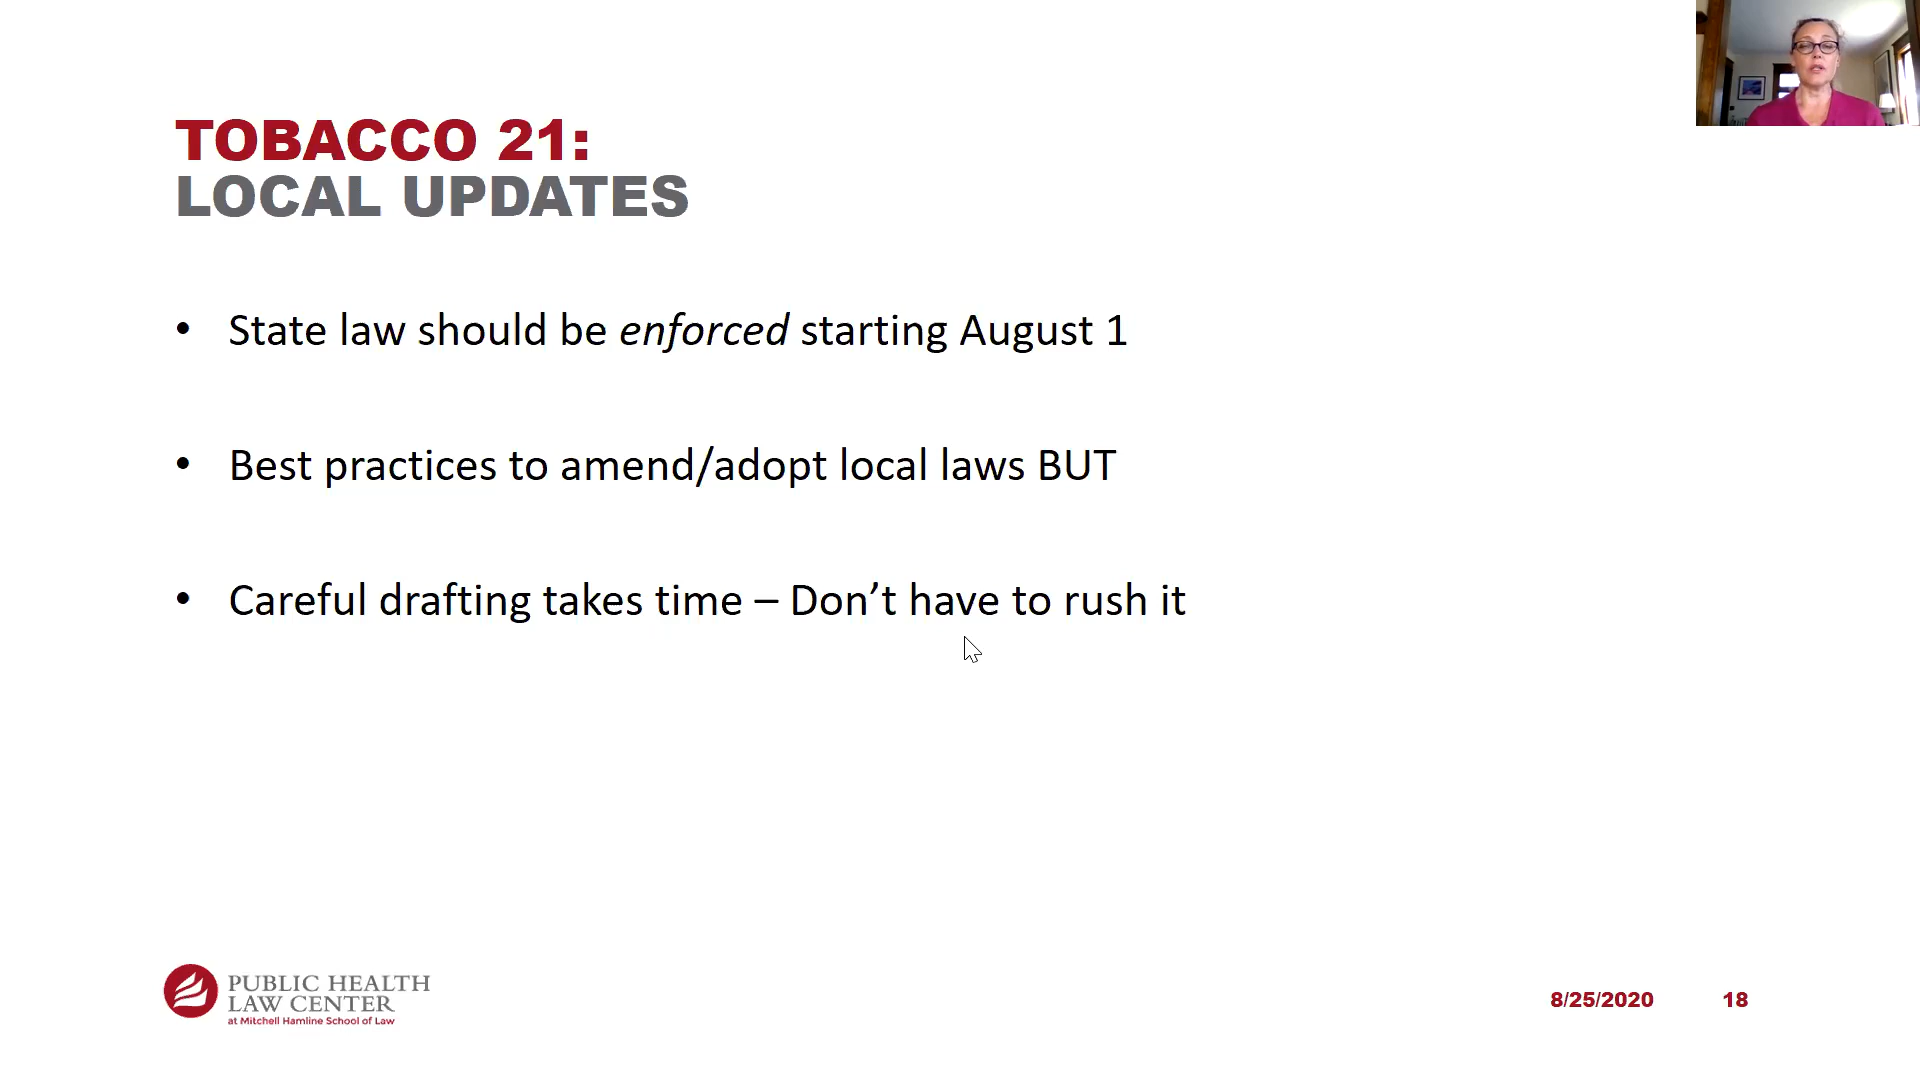 TOBACCO 21:
LOCAL UPDATES
• State law should be enforced starting August 1
• Best practices to amend/adopt local laws BUT
• Careful drafting takes time – Don’t have to rush it
PUBLIC HEALTH
LAW CENTER
at Mitchell Hamline School of Law
8/25/2020 18